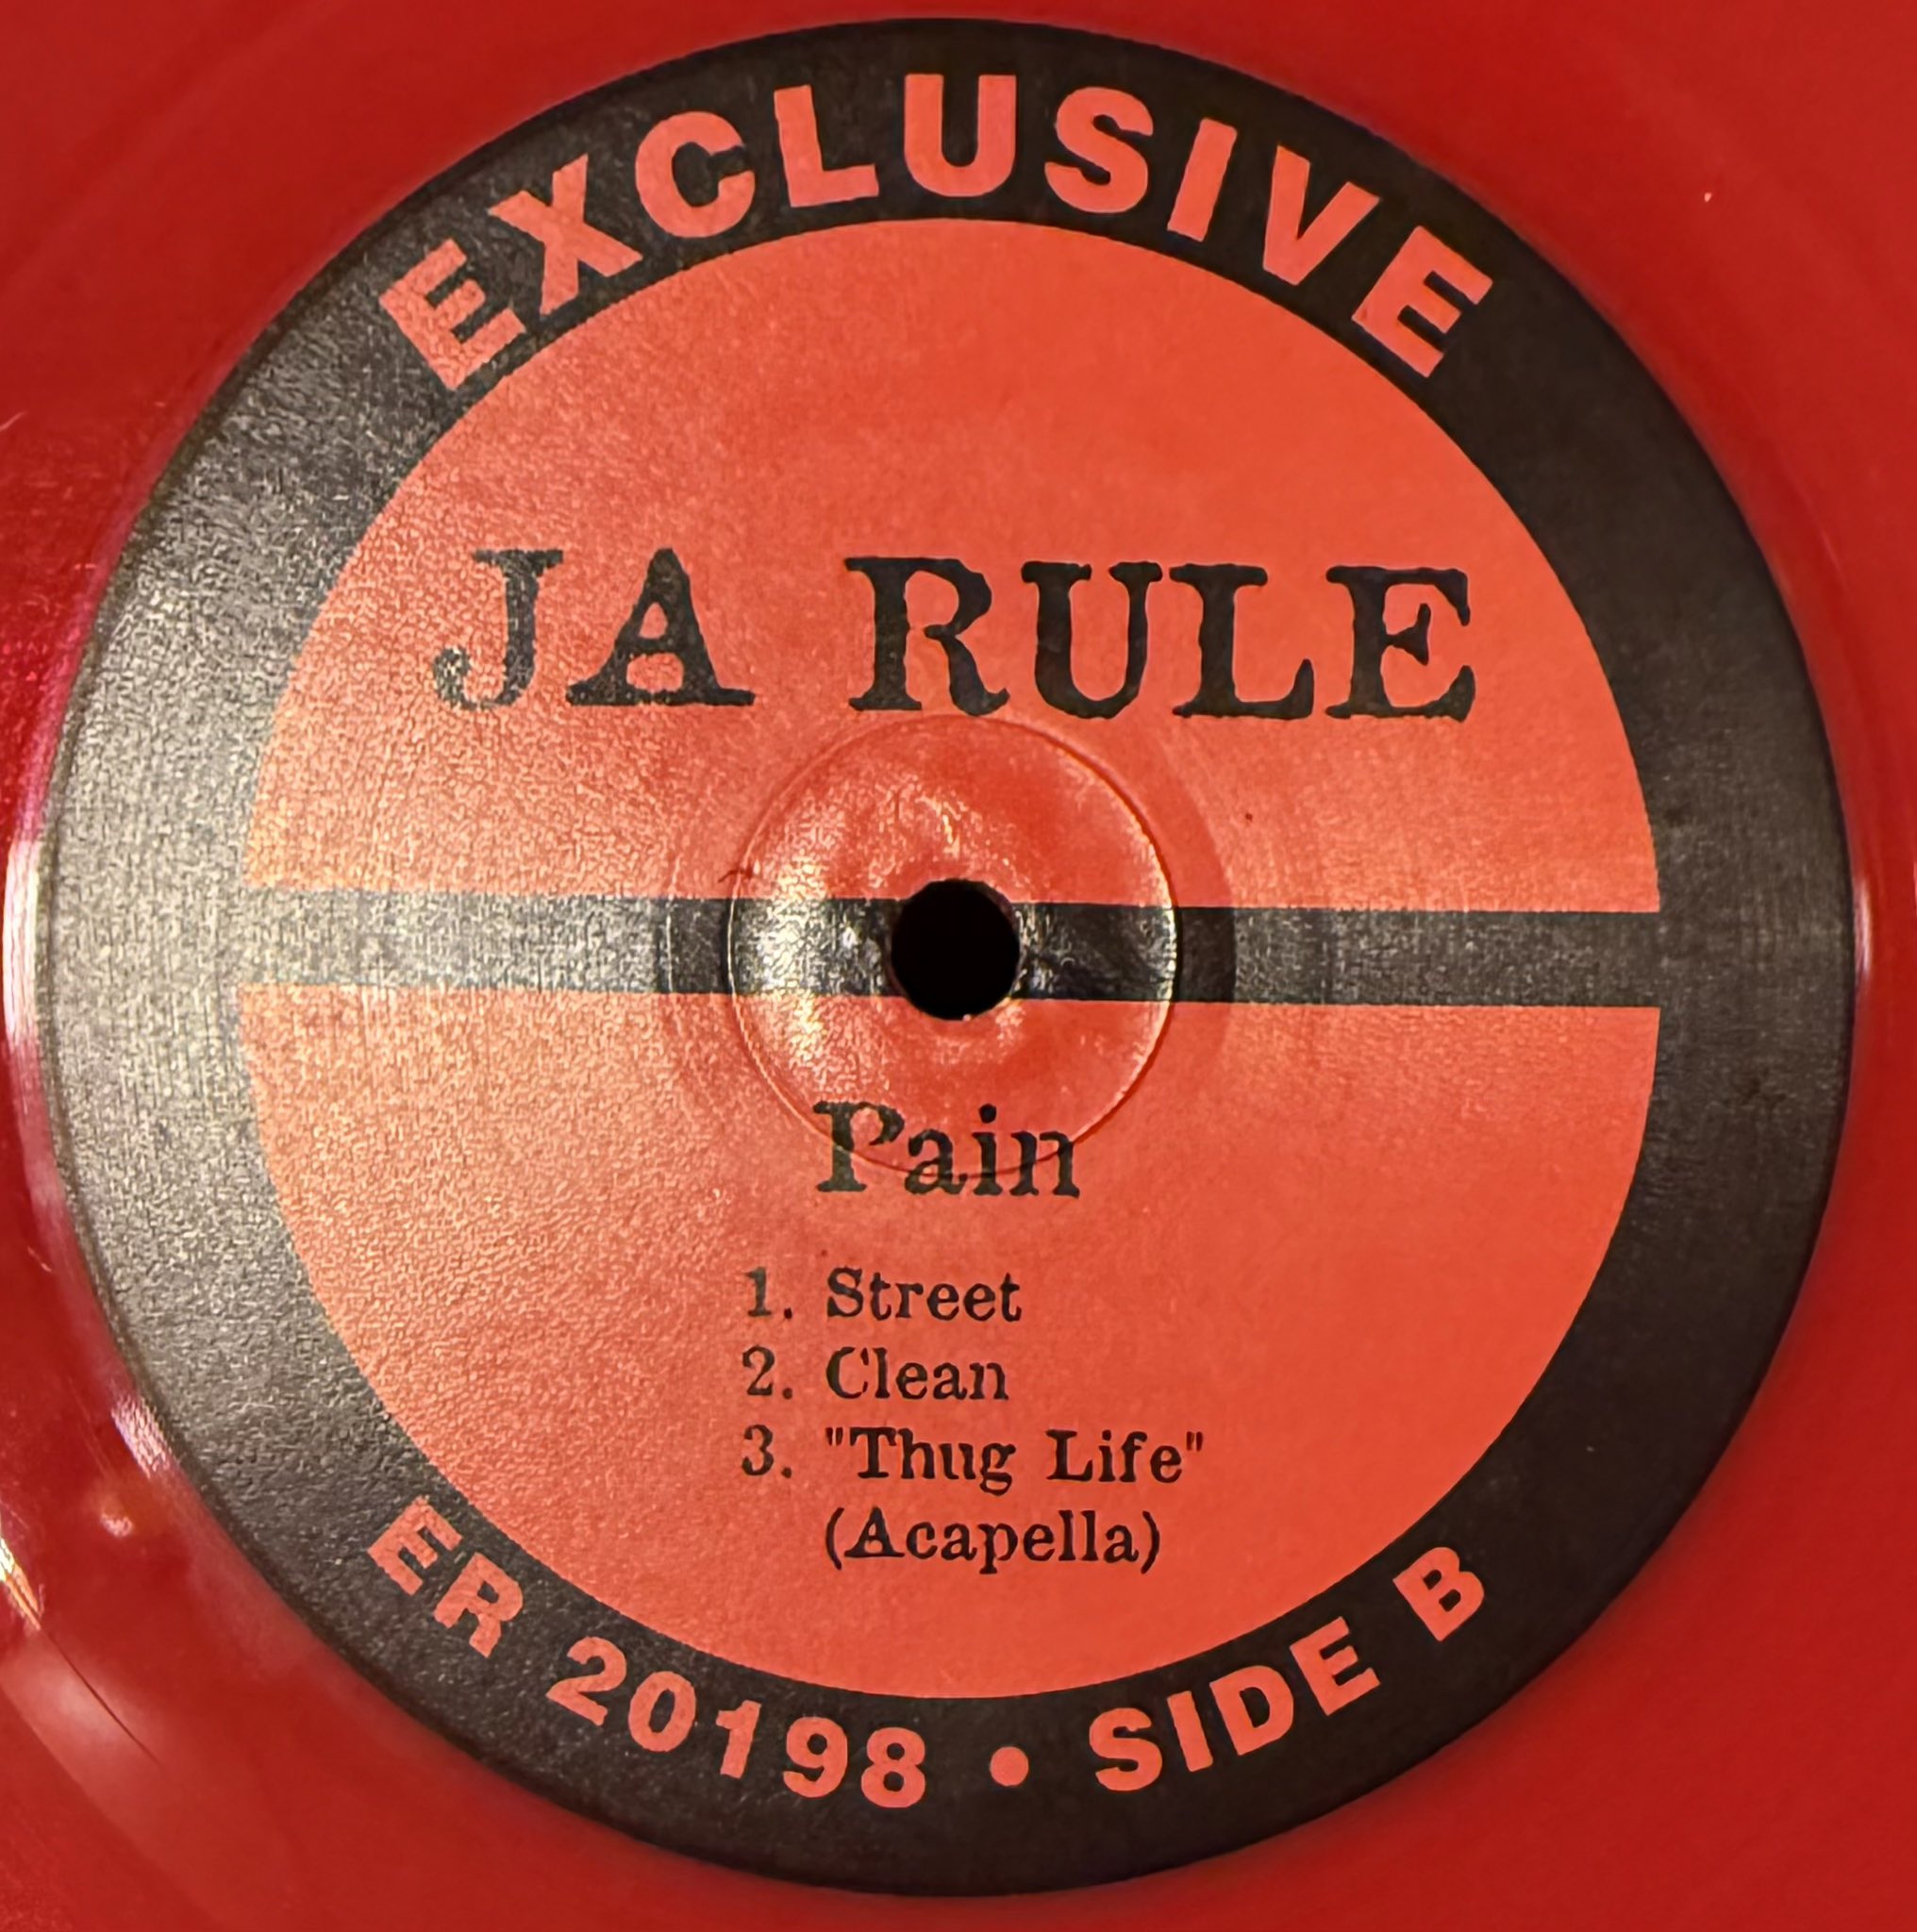 EXCLUSIVE
JA RULE
Pain
1. Street
2. Clean
3. "Thug Life"
(Acapella)
ER 20198 • SIDE B